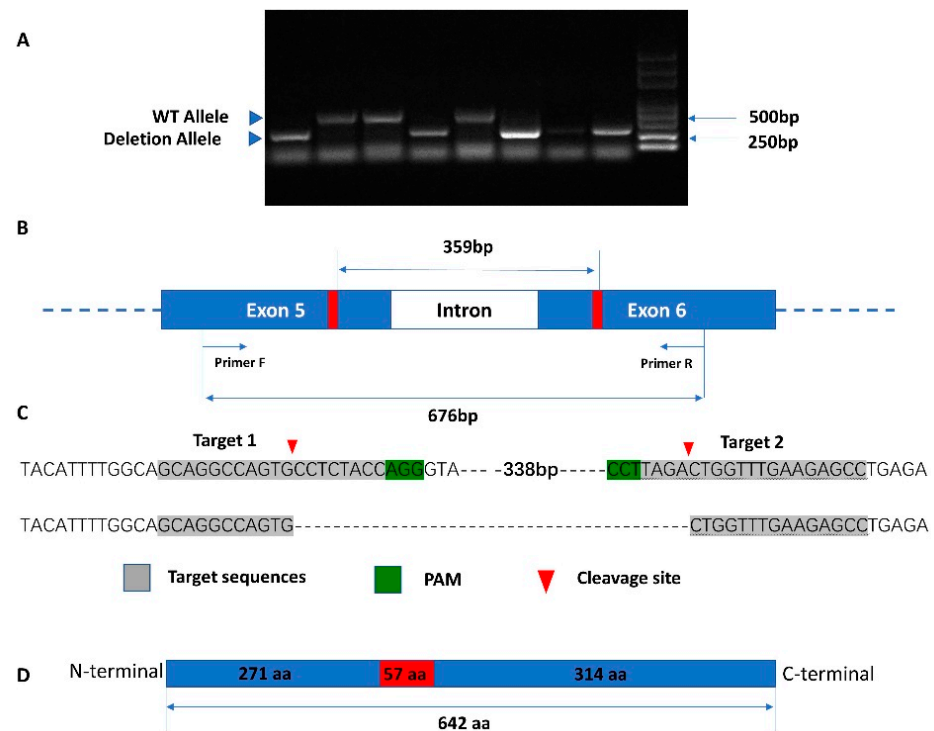 A
WT Allele
Deletion Allele
500bp
250bp
B
359bp
Exon 5
Intron
Exon 6
Primer F
Primer R
676bp
C
Target 1
Target 2
TACATTTTGGCAGCAGGCCAGTGCCTCTACCAGGGTA---- -338bp------CCTTAGACTGGTTTGAAGAGCCTGAGA
TACATTTTGGCAGCAGGCCAGTG----------------------------------------CTGGTTTGAAGAGCCTGAGA
Target sequences
PAM
Cleavage site
D
N-terminal
271 aa
57 aa
314 aa
C-terminal
642 aa